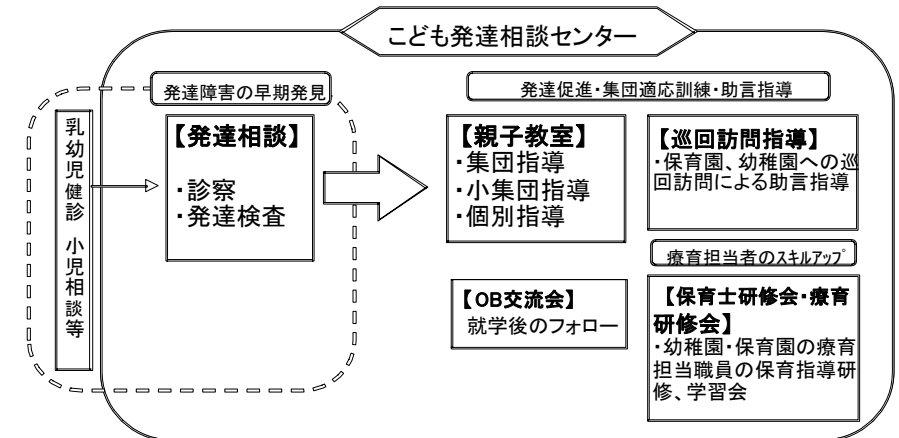 こども発達相談センター
発達障害の早期発見
発達促進・集団適応訓練・助言指導
乳幼児健診 小児相談等
【発達相談】
・診察
・発達検査
【親子教室】
・集団指導
・小集団指導
・個別指導
【巡回訪問指導】
・保育園、幼稚園への巡
回訪問による助言指導
療育担当者のスキルアップ
【OB交流会】
就学後のフォロー
【保育士研修会・療育
研修会】
・幼稚園・保育園の療育
担当職員の保育指導研
修、学習会